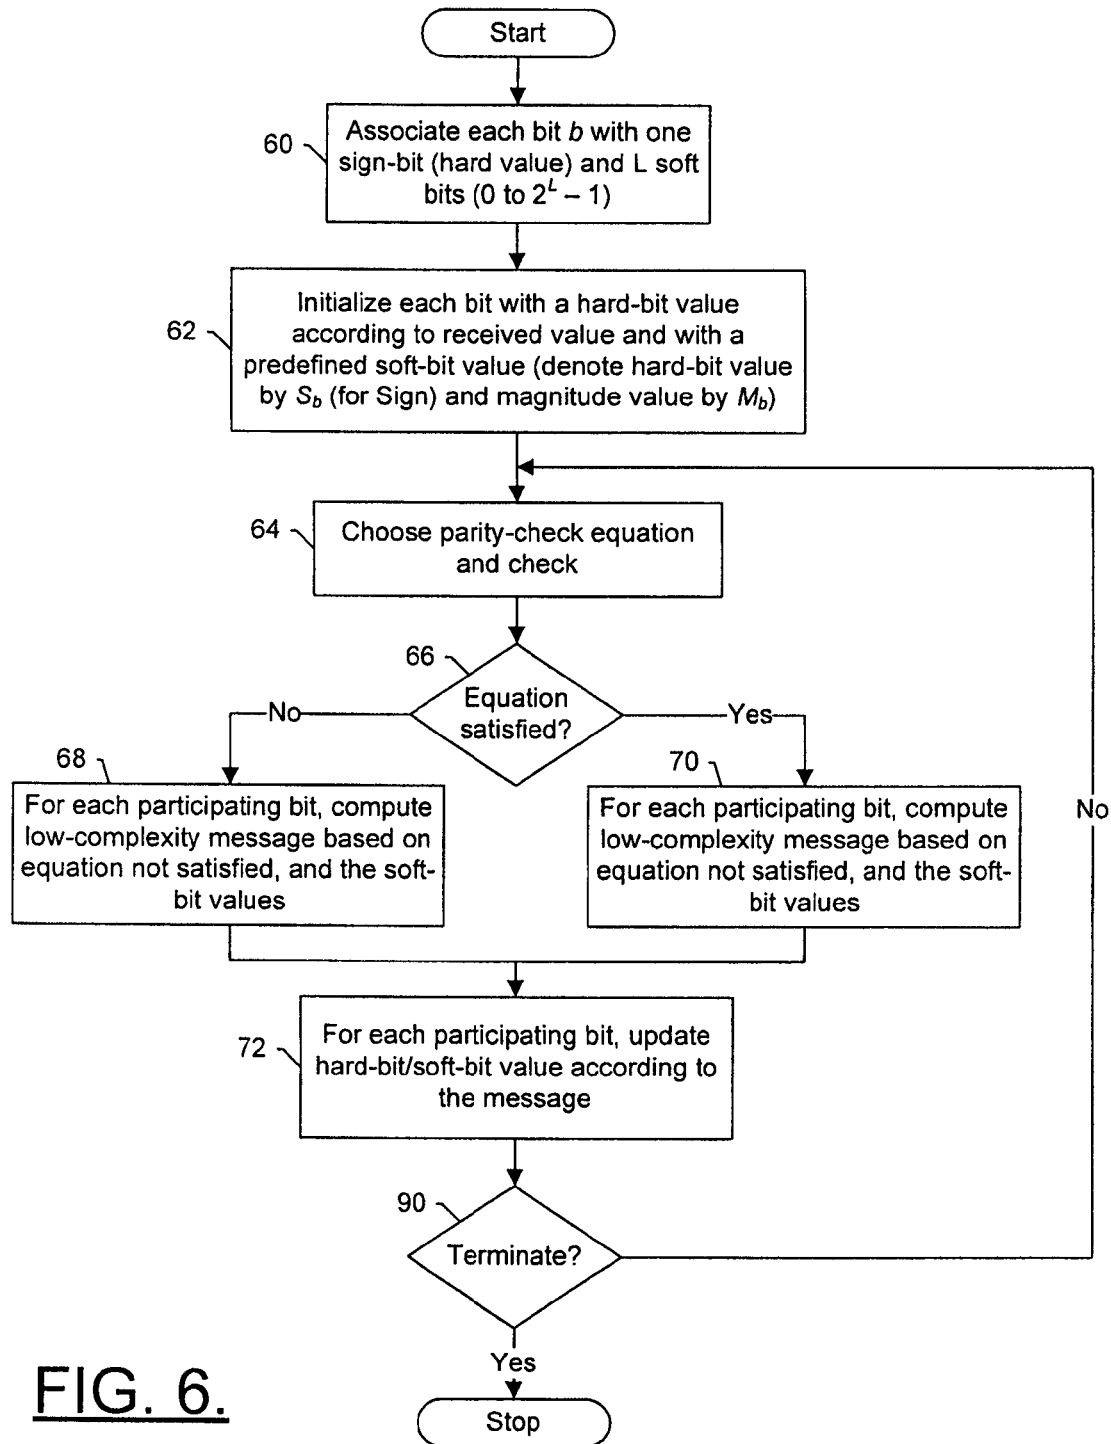 Start
60
Associate each bit b with one
sign-bit (hard value) and L soft
bits (0 to 2^L – 1)
62
Initialize each bit with a hard-bit value
according to received value and with a
predefined soft-bit value (denote hard-bit value
by S_b (for Sign) and magnitude value by M_b)
64
Choose parity-check equation
and check
66
Equation
satisfied?
No
Yes
68
For each participating bit, compute
low-complexity message based on
equation not satisfied, and the soft-
bit values
70
For each participating bit, compute
low-complexity message based on
equation not satisfied, and the soft-
bit values
No
72
For each participating bit, update
hard-bit/soft-bit value according to
the message
90
Terminate?
Yes
Stop
FIG. 6.